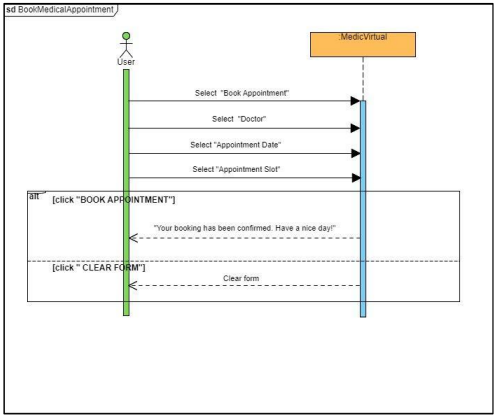 sd BookMedicalAppointment
:MedicVirtual
User
Select "Book Appointment"
Select "Doctor"
Select "Appointment Date"
Select "Appointment Slot"
alt
[click "BOOK APPOINTMENT"]
"Your booking has been confirmed. Have a nice day!"
[click " CLEAR FORM"]
Clear form